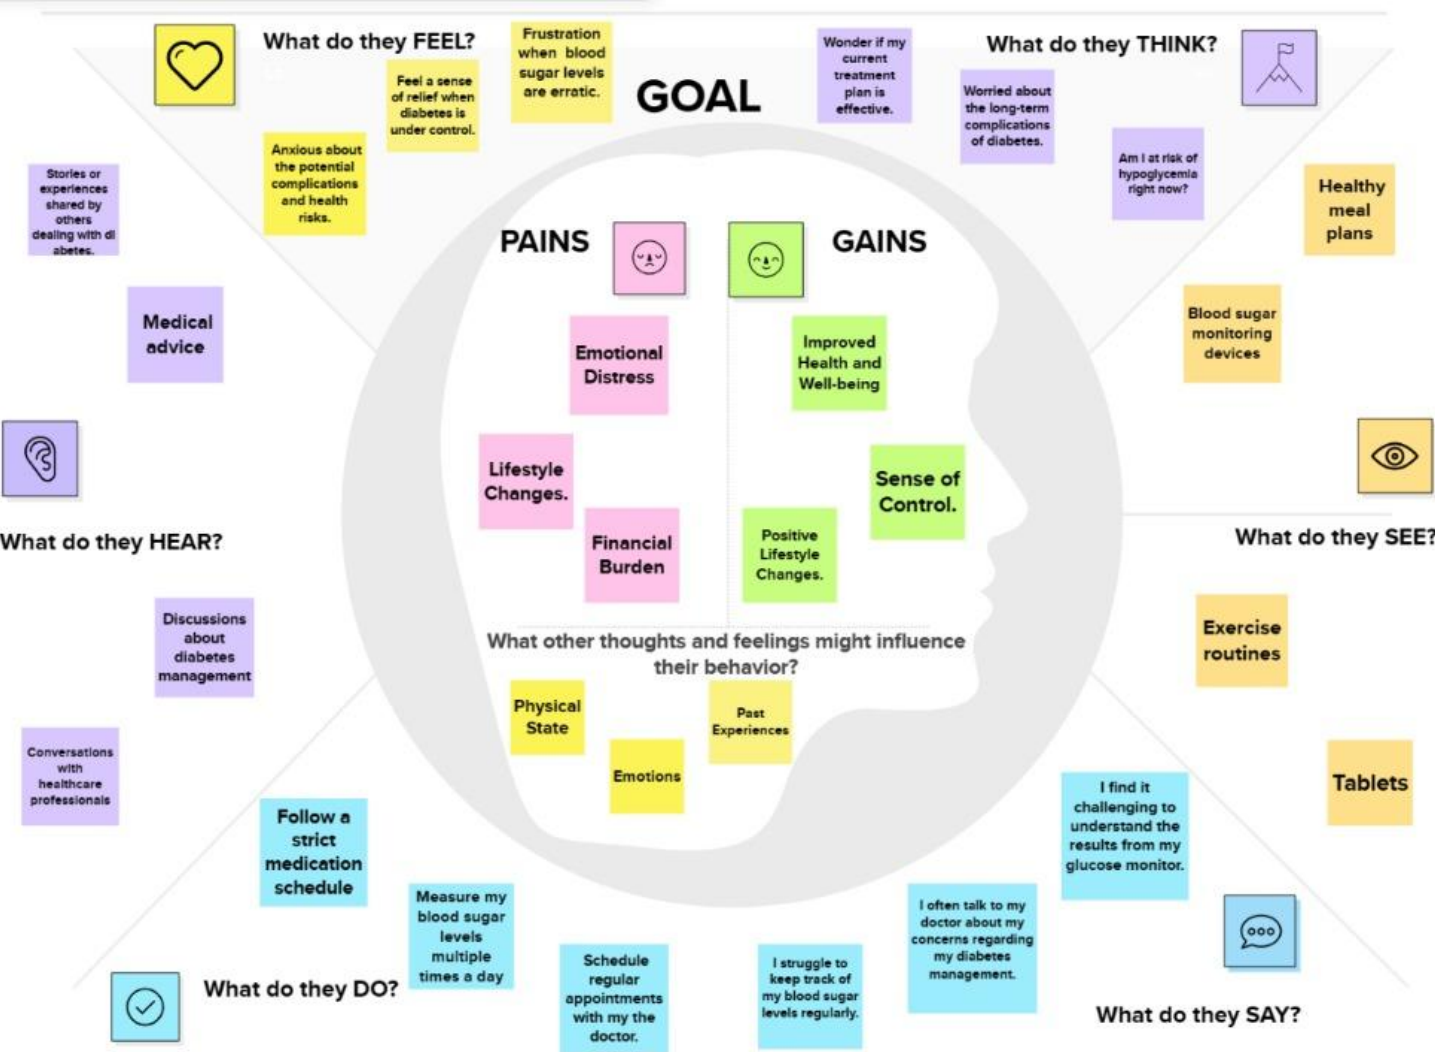 What do they FEEL?
Feel a sense
of relief when
diabetes is
under control.
Frustration
when blood
sugar levels
are erratic.
Anxious about
the potential
complications
and health
risks.
GOAL
What do they THINK?
Wonder if my
current
treatment
plan is
effective.
Worried about
the long-term
complications
of diabetes.
Am I at risk of
hypoglycemia
right now?
Stories or
experiences
shared by
others
dealing with di
abetes.
Medical
advice
What do they HEAR?
Discussions
about
diabetes
management
Conversations
with
healthcare
professionals
PAINS
Emotional
Distress
Lifestyle
Changes.
Financial
Burden
GAINS
Improved
Health and
Well-being
Sense of
Control.
Positive
Lifestyle
Changes.
What other thoughts and feelings might influence
their behavior?
Physical
State
Emotions
Past
Experiences
Healthy
meal
plans
Blood sugar
monitoring
devices
What do they SEE?
Exercise
routines
Tablets
Follow a
strict
medication
schedule
Measure my
blood sugar
levels
multiple
times a day
Schedule
regular
appointments
with my the
doctor.
What do they DO?
I struggle to
keep track of
my blood sugar
levels regularly.
I often talk to my
doctor about my
concerns regarding
my diabetes
management.
I find it
challenging to
understand the
results from my
glucose monitor.
What do they SAY?